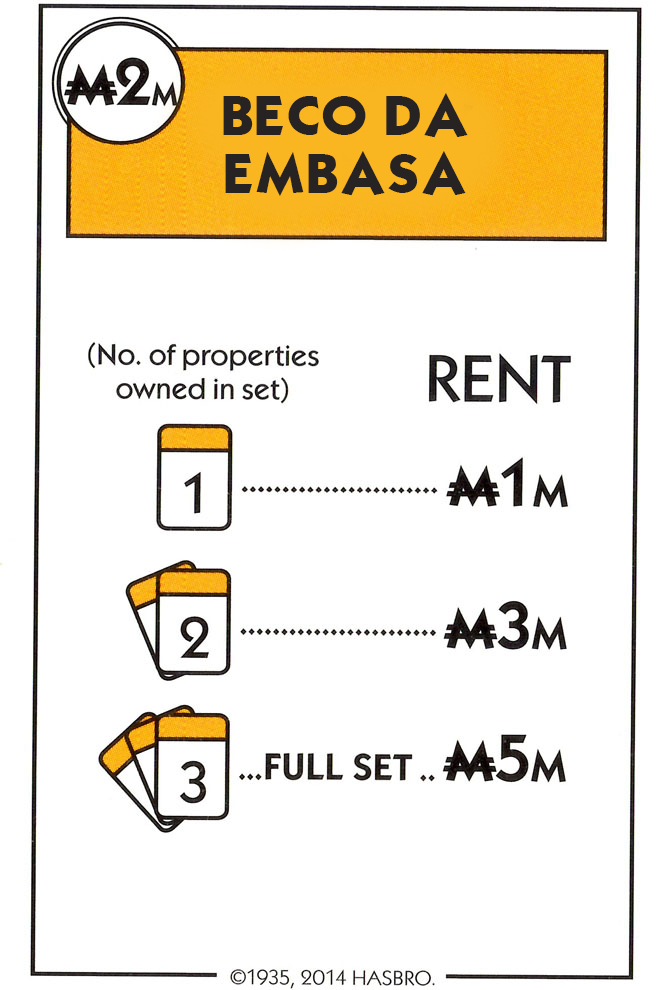 ₩2M
BECO DA
EMBASA
(No. of properties
owned in set)
RENT
1 ............................ ₩1M
2 ............................ ₩3M
3 ...FULL SET .. ₩5M
©1935, 2014 HASBRO.